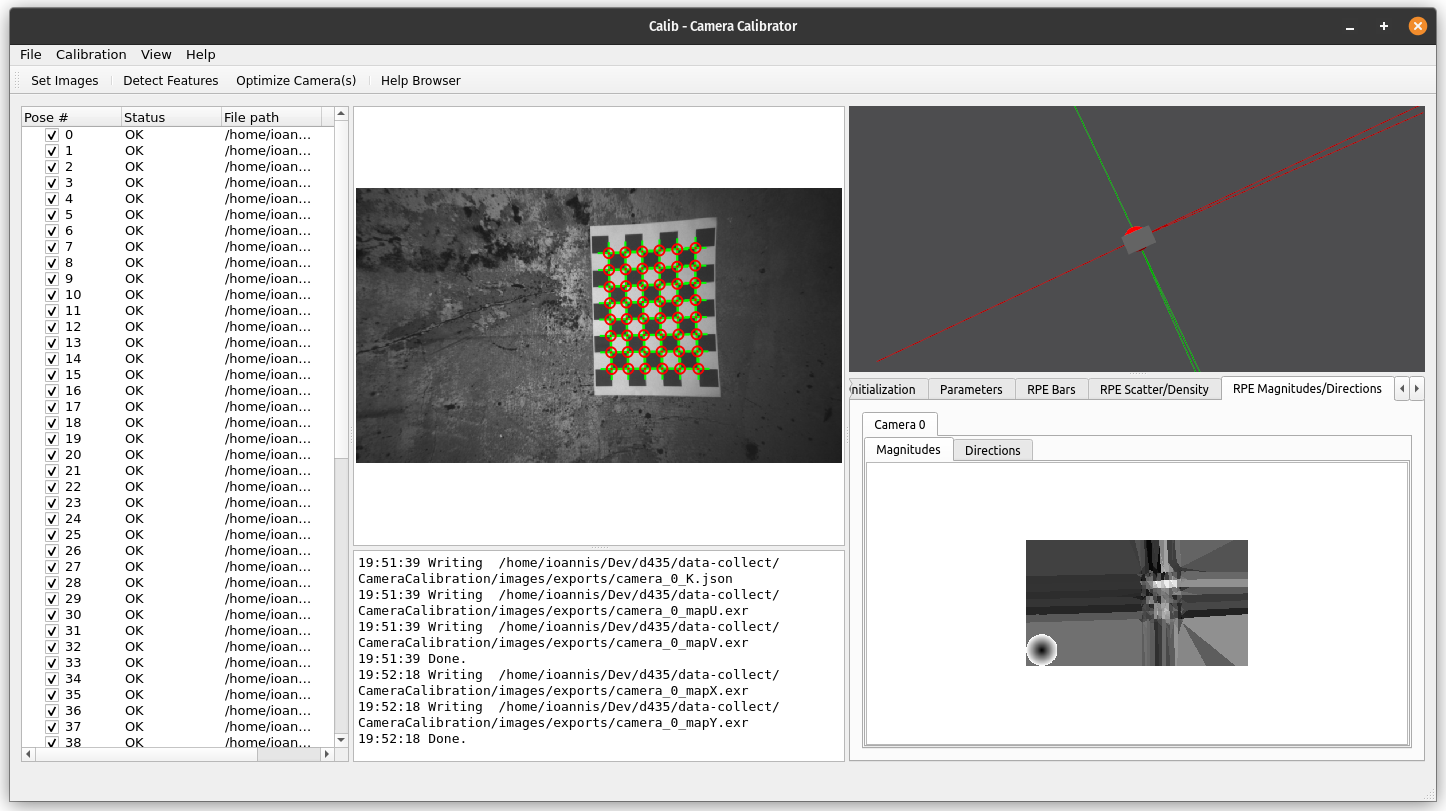 Calib - Camera Calibrator
File Calibration View Help
Set Images Detect Features Optimize Camera(s) Help Browser
Pose # Status File path
0 OK /home/ioan...
1 OK /home/ioan...
2 OK /home/ioan...
3 OK /home/ioan...
4 OK /home/ioan...
5 OK /home/ioan...
6 OK /home/ioan...
7 OK /home/ioan...
8 OK /home/ioan...
9 OK /home/ioan...
10 OK /home/ioan...
11 OK /home/ioan...
12 OK /home/ioan...
13 OK /home/ioan...
14 OK /home/ioan...
15 OK /home/ioan...
16 OK /home/ioan...
17 OK /home/ioan...
18 OK /home/ioan...
19 OK /home/ioan...
20 OK /home/ioan...
21 OK /home/ioan...
22 OK /home/ioan...
23 OK /home/ioan...
24 OK /home/ioan...
25 OK /home/ioan...
26 OK /home/ioan...
27 OK /home/ioan...
28 OK /home/ioan...
29 OK /home/ioan...
30 OK /home/ioan...
31 OK /home/ioan...
32 OK /home/ioan...
33 OK /home/ioan...
34 OK /home/ioan...
35 OK /home/ioan...
36 OK /home/ioan...
37 OK /home/ioan...
38 OK /home/ioan...
19:51:39 Writing  /home/ioannis/Dev/d435/data-collect/
CameraCalibration/images/exports/camera_0_K.json
19:51:39 Writing  /home/ioannis/Dev/d435/data-collect/
CameraCalibration/images/exports/camera_0_mapU.exr
19:51:39 Writing  /home/ioannis/Dev/d435/data-collect/
CameraCalibration/images/exports/camera_0_mapV.exr
19:51:39 Done.
19:52:18 Writing  /home/ioannis/Dev/d435/data-collect/
CameraCalibration/images/exports/camera_0_mapX.exr
19:52:18 Writing  /home/ioannis/Dev/d435/data-collect/
CameraCalibration/images/exports/camera_0_mapY.exr
19:52:18 Done.
nitialization Parameters RPE Bars RPE Scatter/Density RPE Magnitudes/Directions
Camera 0
Magnitudes Directions